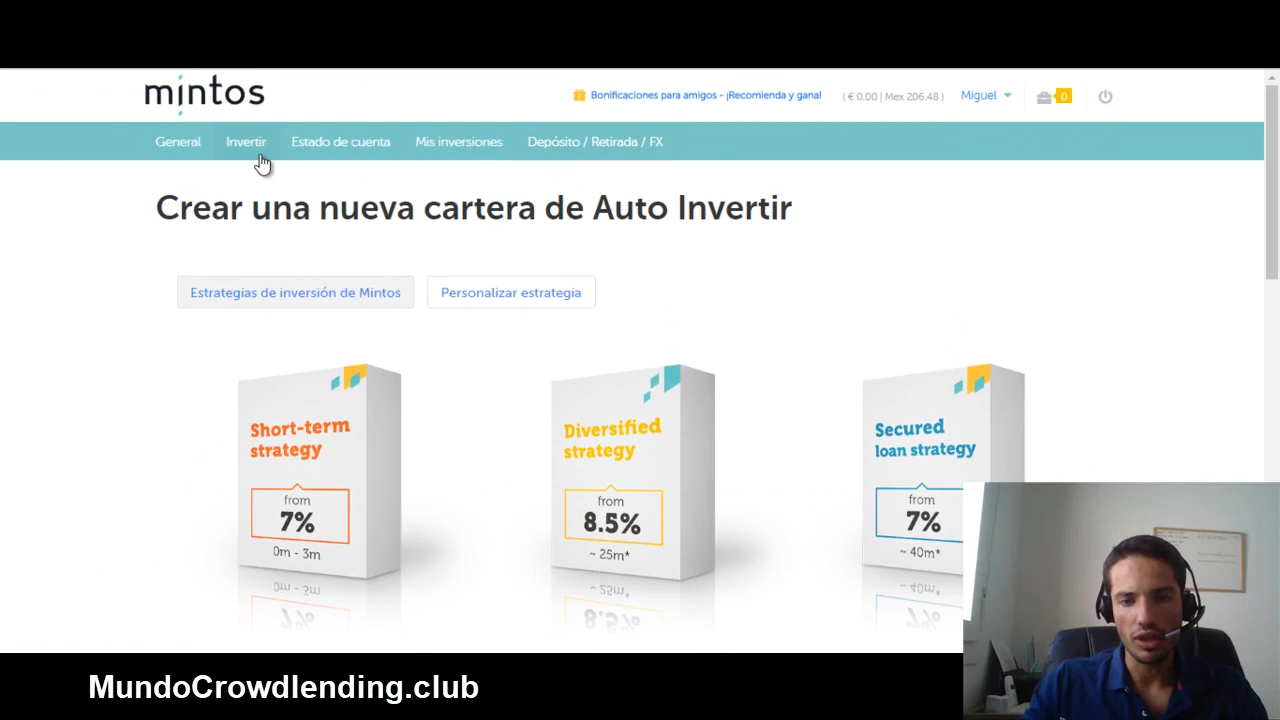 mintos
Bonificaciones para amigos - ¡Recomienda y gana!
( € 0.00 | Mex 206.48 )
Miguel
0
General
Invertir
Estado de cuenta
Mis inversiones
Depósito / Retirada / FX
Crear una nueva cartera de Auto Invertir
Estrategias de inversión de Mintos
Personalizar estrategia
Short-term
strategy
from
7%
0m - 3m
Diversified
strategy
from
8.5%
~ 25m*
Secured
loan strategy
from
7%
~ 40m*
MundoCrowdlending.club